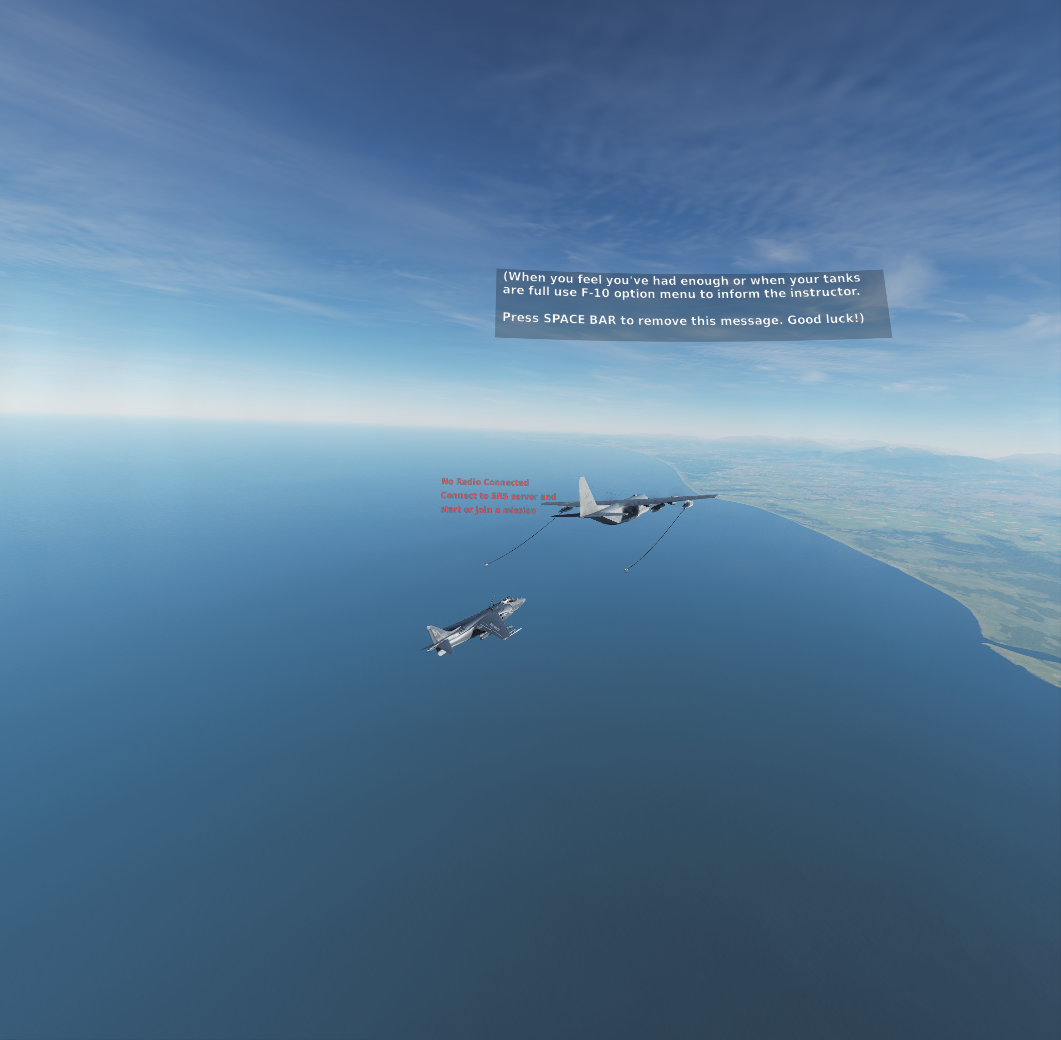 (When you feel you've had enough or when your tanks
are full use F-10 option menu to inform the instructor.
Press SPACE BAR to remove this message. Good luck!)
No Radio Connected
Connect to SRS server and
start or join a mission